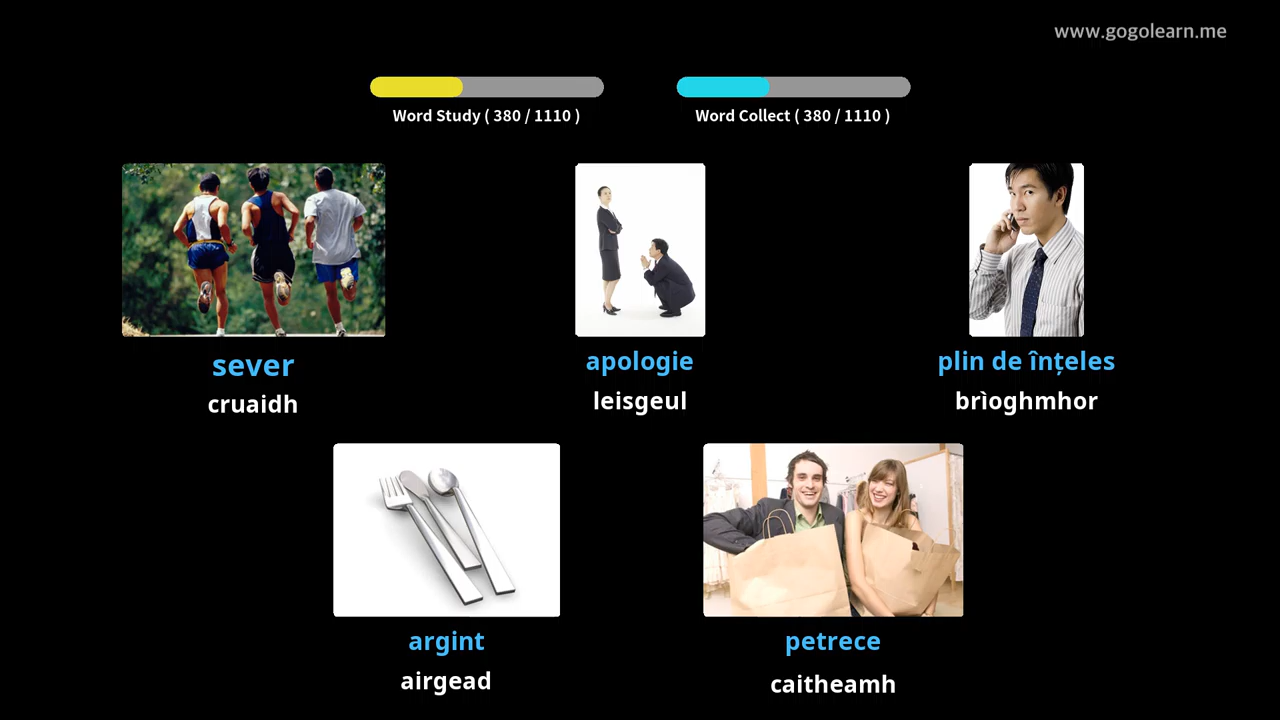 www.gogolearn.me
Word Study ( 380 / 1110 )
Word Collect ( 380 / 1110 )
sever
cruaidh
apologie
leisgeul
plin de înțeles
brìoghmhor
argint
airgead
petrece
caitheamh